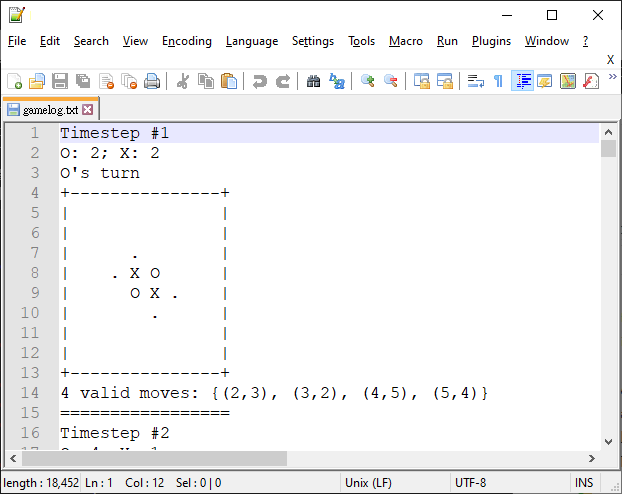 File Edit Search View Encoding Language Settings Tools Macro Run Plugins Window ?
X
gamelog.txt
1 Timestep #1
2 O: 2; X: 2
3 O's turn
4 +---------------+
5 |               |
6 |               |
7 |      .        |
8 |    . X O      |
9 |      O X .    |
10 |        .      |
11 |               |
12 |               |
13 +---------------+
14 4 valid moves: {(2,3), (3,2), (4,5), (5,4)}
15 =================
16 Timestep #2
length : 18,452 Ln : 1 Col : 12 Sel : 0 | 0 Unix (LF) UTF-8 INS